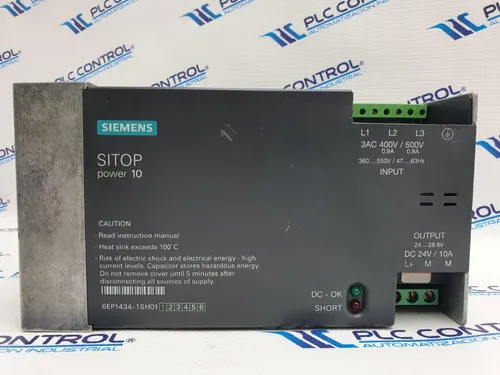 PLC CONTROL
AUTOMATIZACIÓN INDUSTRIAL
SIEMENS
SITOP
power 10
CAUTION
- Read instruction manual
- Heat sink exceeds 100°C
- Risk of electric shock and electrical energy - high
current levels. Capacitor stores hazardous energy.
Do not remove cover until 5 minutes after
disconnecting all sources of supply.
6EP1434-1SH01 1 2 3 4 5 6
L1 L2 L3
3AC 400V / 500V
0.9A 0.8A
360....550V / 47....63Hz
INPUT
OUTPUT
24....28.8V
DC 24V / 10A
L+ M M
DC - OK
SHORT